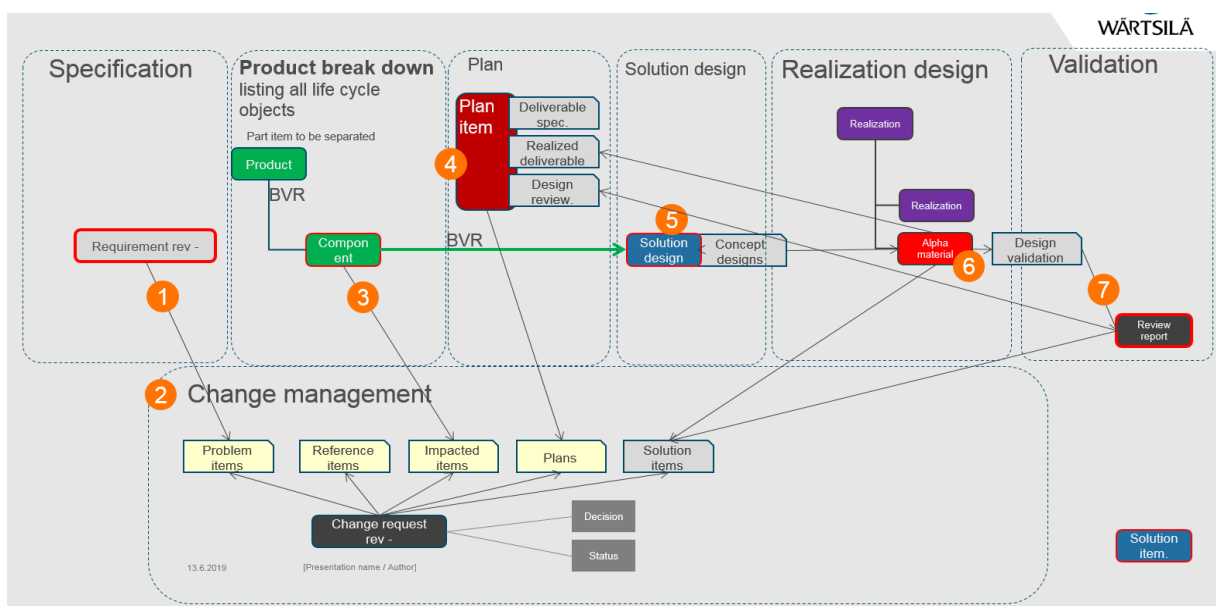 WÄRTSILÄ
Specification
Product break down
listing all life cycle
objects
Part item to be separated
Product
BVR
Compon
ent
BVR
Requirement rev -
1
3
Plan
Plan
item
4
Deliverable
spec.
Realized
deliverable
Design
review.
Solution design
5
Solution
design
Concept
designs
Realization design
Realization
Realization
Alpha
material
6
Design
validation
Validation
7
Review
report
2
Change management
Problem
items
Reference
items
Impacted
items
Plans
Solution
items
Change request
rev -
Decision
Status
Solution
item.
13.6.2019
[Presentation name / Author]